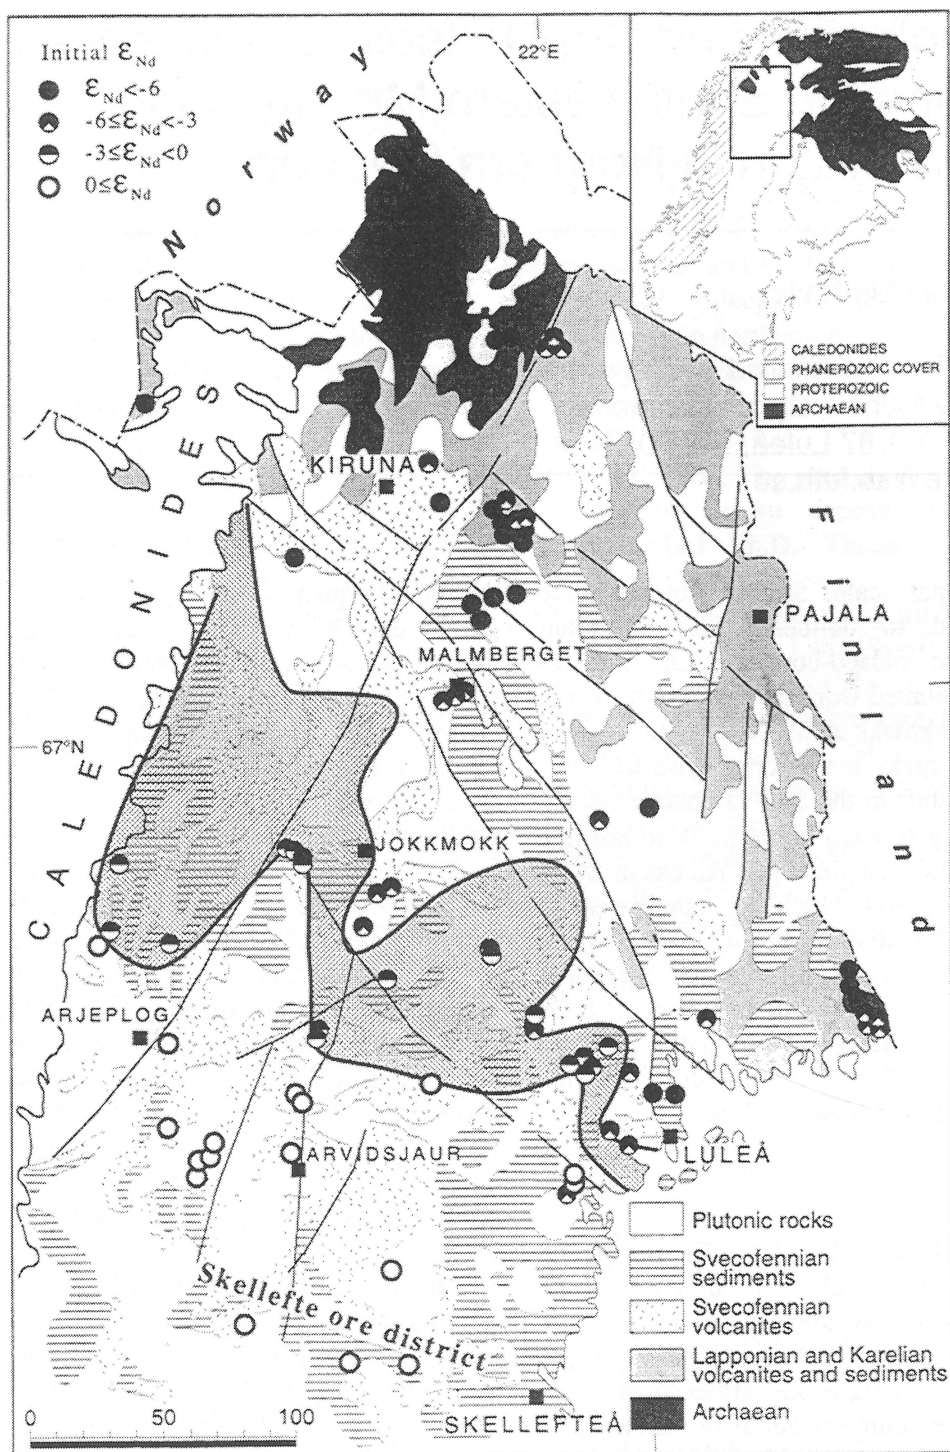 Initial εNd
εNd<-6
-6≤εNd<-3
-3≤εNd<0
0≤εNd
22°E
Norway
CALEDONIDES
PHANEROZOIC COVER
PROTEROZOIC
ARCHAEAN
CALEDONIDES
KIRUNA
Finland
PAJALA
MALMBERGET
67°N
JOKKMOKK
ARJEPLOG
ARVIDSJAUR
LULEÅ
Skellefte ore district
SKELLEFTEÅ
Plutonic rocks
Svecofennian
sediments
Svecofennian
volcanites
Lapponian and Karelian
volcanites and sediments
Archaean
0 50 100